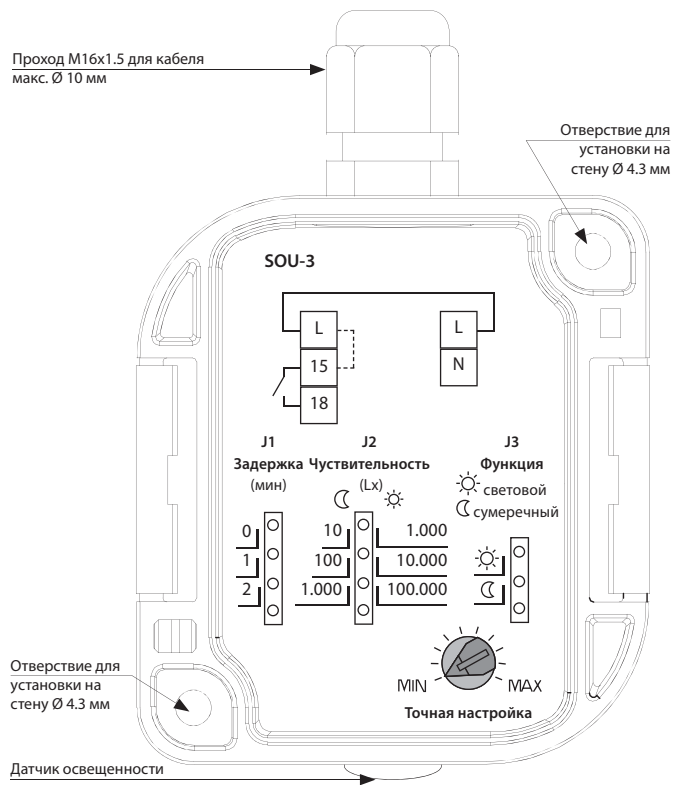 Проход M16x1.5 для кабеля
макс. Ø 10 мм
Отверстие для
установки на
стену Ø 4.3 мм
SOU-3
L
15
18
L
N
J1
Задержка
(мин)
0
1
2
J2
Чуствительность
(Lx)
10 1.000
100 10.000
1.000 100.000
J3
Функция
световой
сумеречный
MIN MAX
Точная настройка
Отверстие для
установки на
стену Ø 4.3 мм
Датчик освещенности